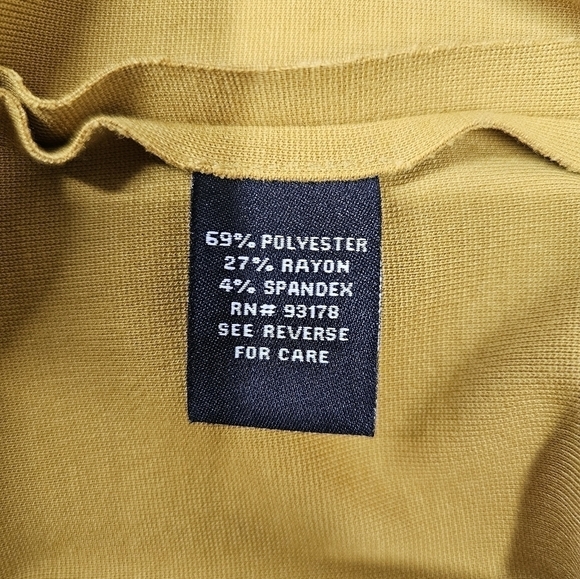 69% POLYESTER
27% RAYON
4% SPANDEX
RN# 93178
SEE REVERSE
FOR CARE